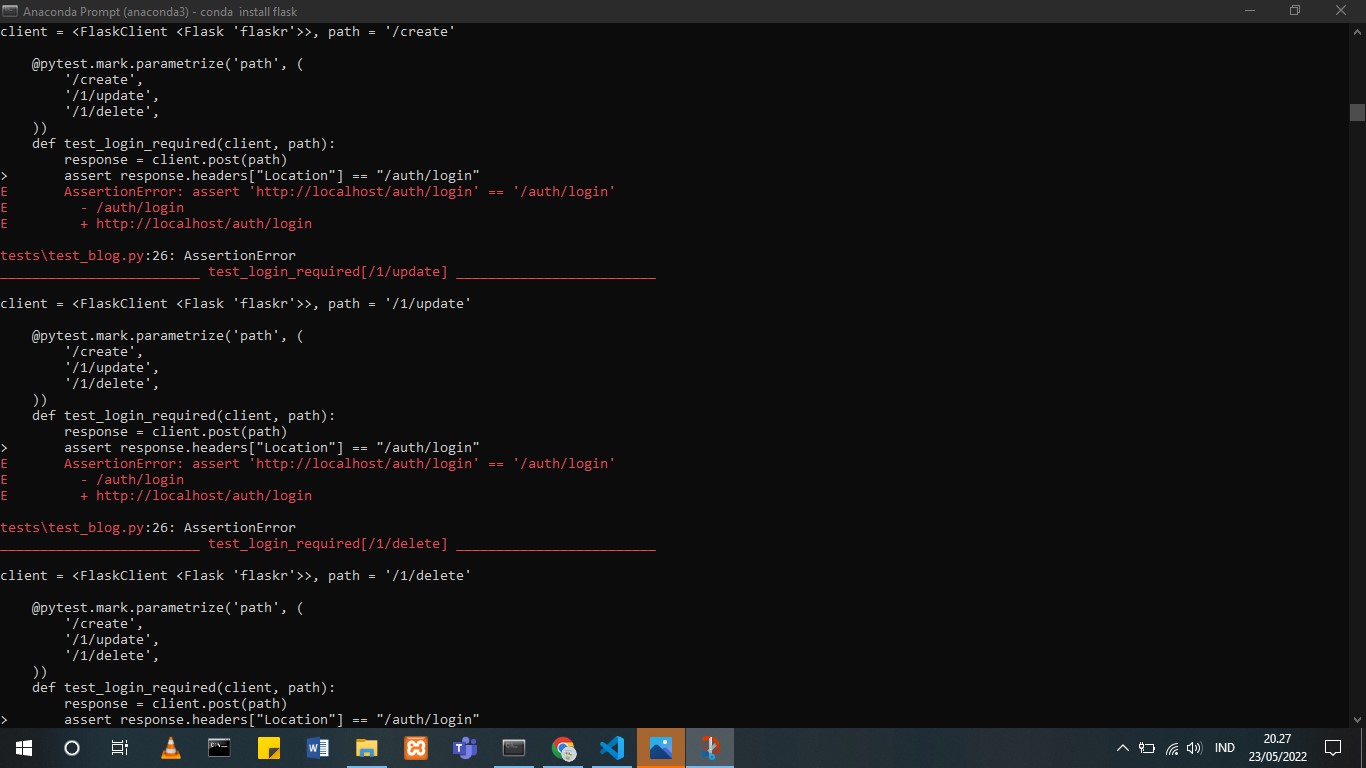 Anaconda Prompt (anaconda3) - conda  install flask
client = <FlaskClient <Flask 'flaskr'>>, path = '/create'
    @pytest.mark.parametrize('path', (
        '/create',
        '/1/update',
        '/1/delete',
    ))
    def test_login_required(client, path):
        response = client.post(path)
>       assert response.headers["Location"] == "/auth/login"
E       AssertionError: assert 'http://localhost/auth/login' == '/auth/login'
E         - /auth/login
E         + http://localhost/auth/login
tests\test_blog.py:26: AssertionError
_________________________ test_login_required[/1/update] _________________________
client = <FlaskClient <Flask 'flaskr'>>, path = '/1/update'
    @pytest.mark.parametrize('path', (
        '/create',
        '/1/update',
        '/1/delete',
    ))
    def test_login_required(client, path):
        response = client.post(path)
>       assert response.headers["Location"] == "/auth/login"
E       AssertionError: assert 'http://localhost/auth/login' == '/auth/login'
E         - /auth/login
E         + http://localhost/auth/login
tests\test_blog.py:26: AssertionError
_________________________ test_login_required[/1/delete] _________________________
client = <FlaskClient <Flask 'flaskr'>>, path = '/1/delete'
    @pytest.mark.parametrize('path', (
        '/create',
        '/1/update',
        '/1/delete',
    ))
    def test_login_required(client, path):
        response = client.post(path)
>       assert response.headers["Location"] == "/auth/login"
IND
20.27
23/05/2022